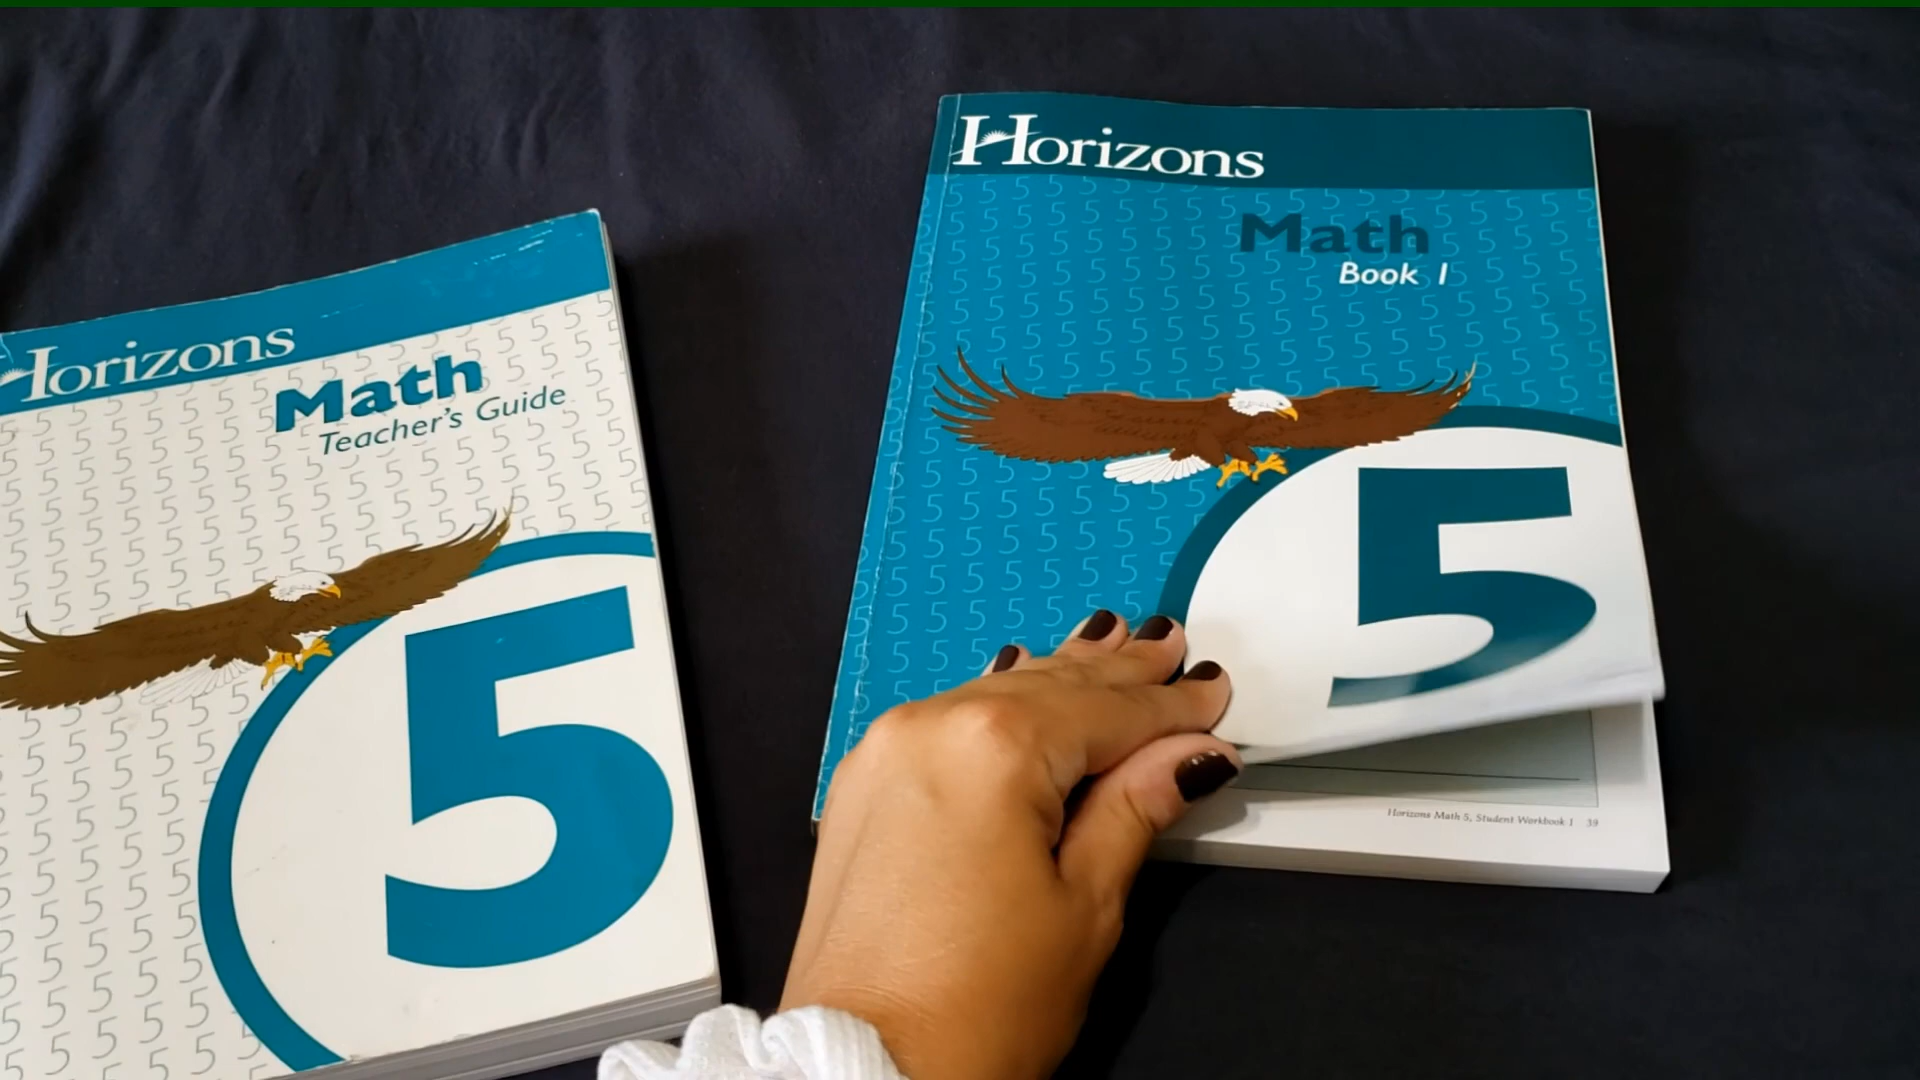 Horizons
Math
Teacher's Guide
5
Horizons
Math
Book 1
5
Horizons Math 5, Student Workbook 1 39